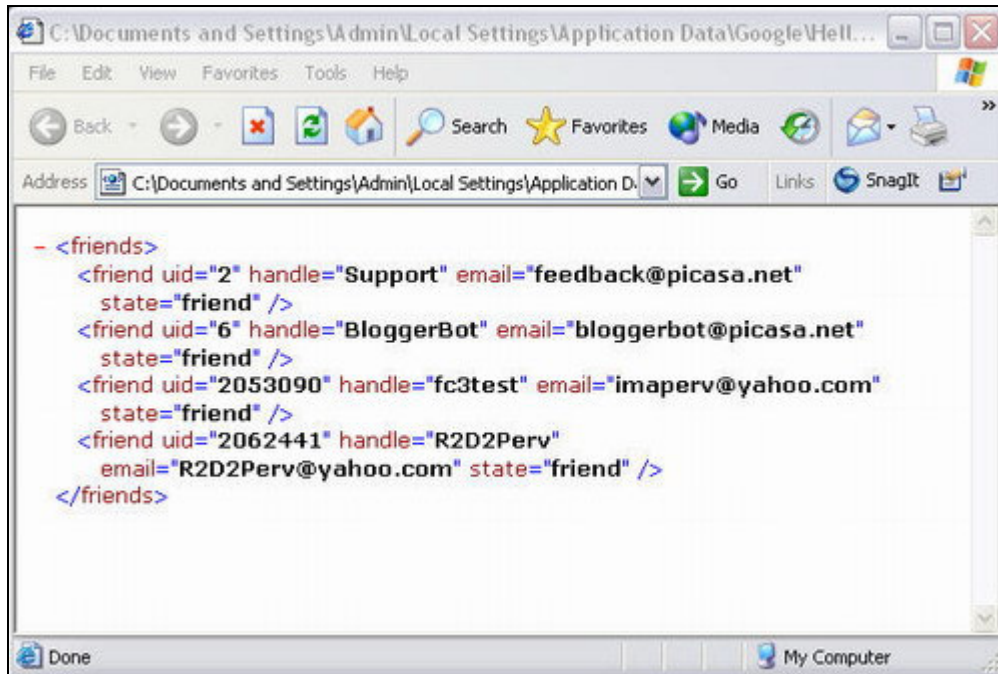 C:\Documents and Settings\Admin\Local Settings\Application Data\Google\Hell...
File Edit View Favorites Tools Help
Back Search Favorites Media »
Address C:\Documents and Settings\Admin\Local Settings\Application D Go Links SnagIt
- <friends>
<friend uid="2" handle="Support" email="feedback@picasa.net"
state="friend" />
<friend uid="6" handle="BloggerBot" email="bloggerbot@picasa.net"
state="friend" />
<friend uid="2053090" handle="fc3test" email="imaperv@yahoo.com"
state="friend" />
<friend uid="2062441" handle="R2D2Perv"
email="R2D2Perv@yahoo.com" state="friend" />
</friends>
Done My Computer